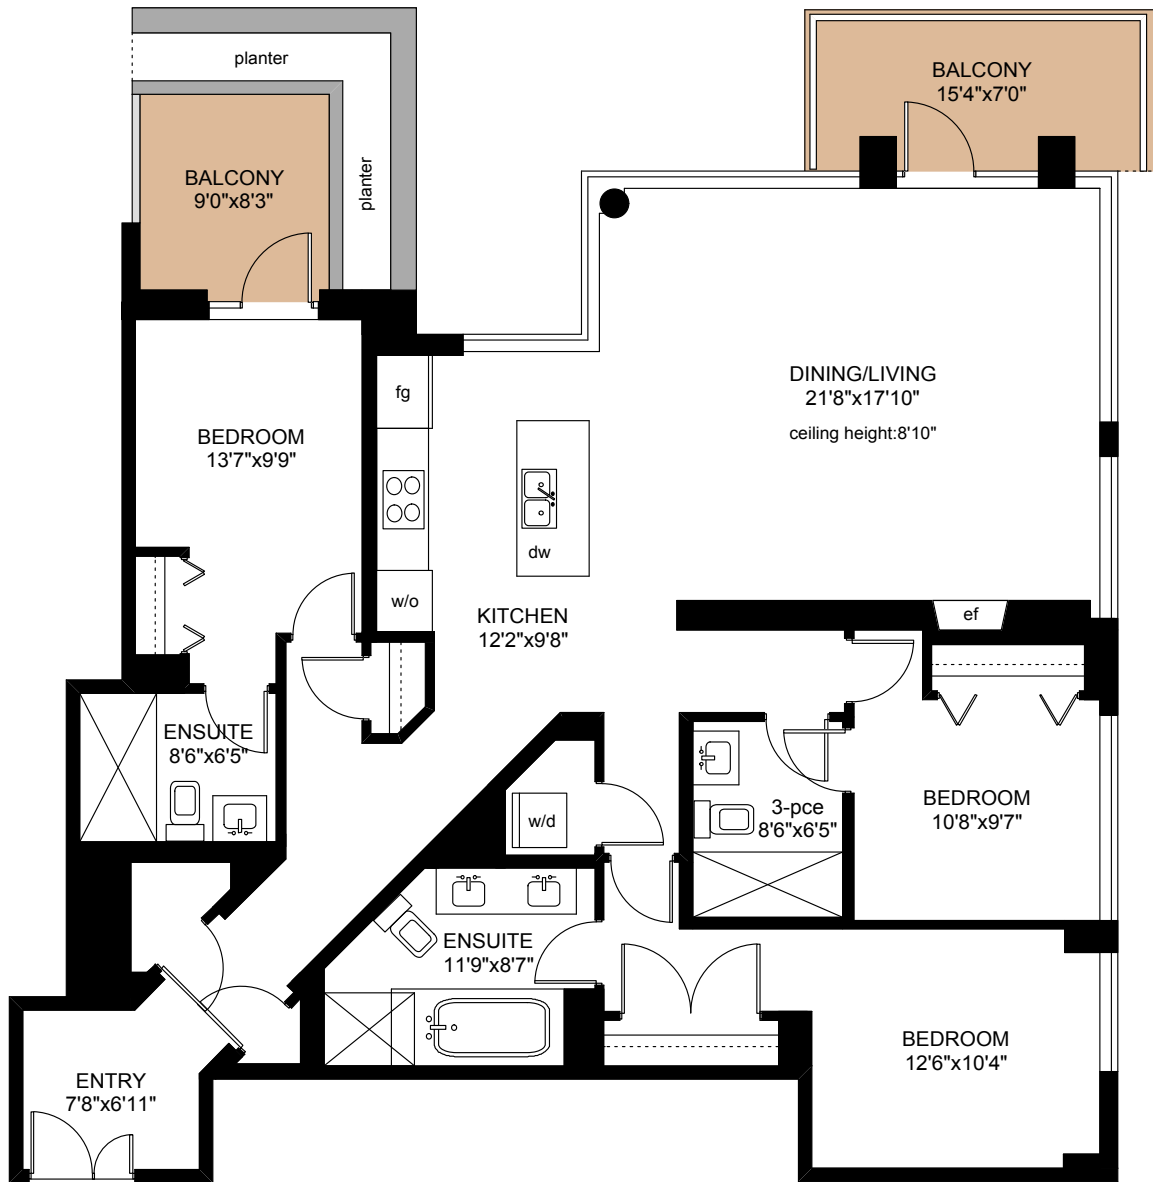 planter
BALCONY
15'4"x7'0"
BALCONY
9'0"x8'3"
planter
DINING/LIVING
21'8"x17'10"
ceiling height:8'10"
fg
BEDROOM
13'7"x9'9"
dw
w/o
KITCHEN
12'2"x9'8"
ef
ENSUITE
8'6"x6'5"
w/d
3-pce
8'6"x6'5"
BEDROOM
10'8"x9'7"
ENSUITE
11'9"x8'7"
BEDROOM
12'6"x10'4"
ENTRY
7'8"x6'11"